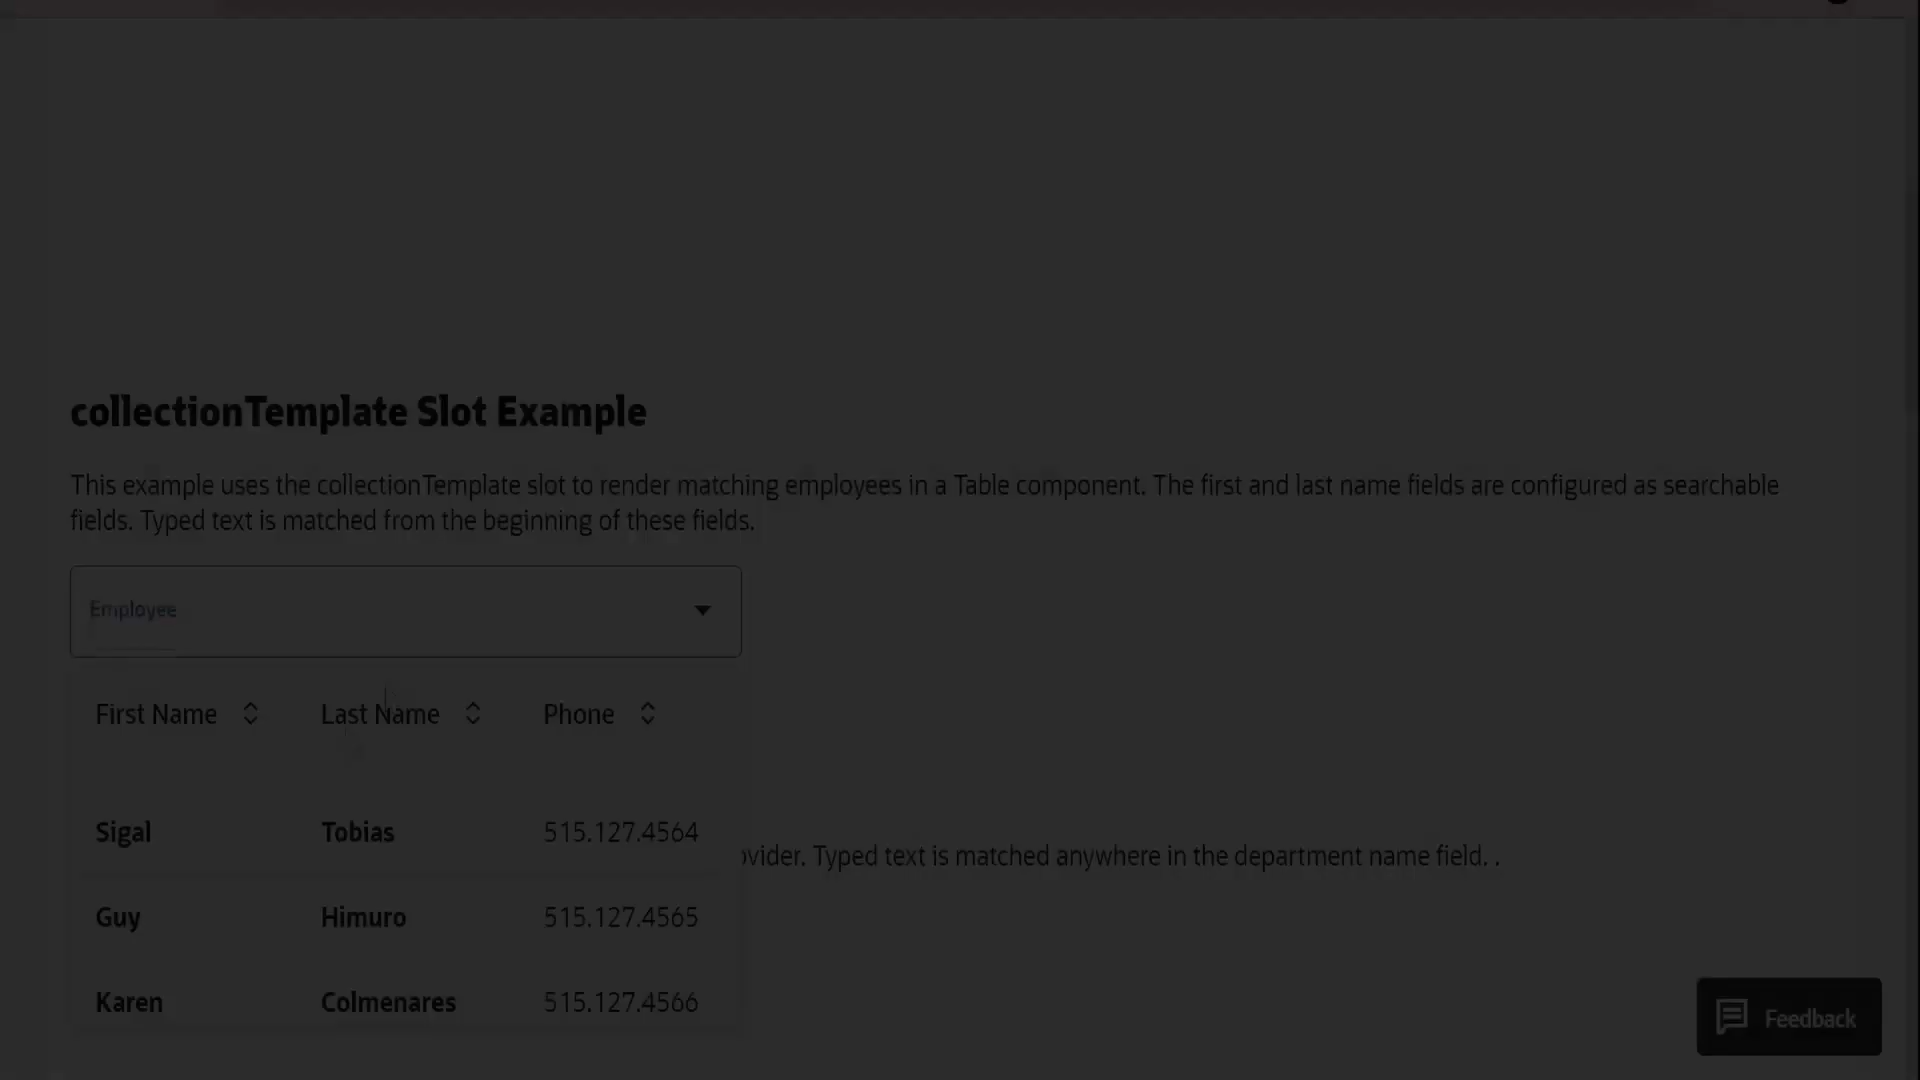 collectionTemplate Slot Example
This example uses the collectionTemplate slot to render matching employees in a Table component. The first and last name fields are configured as searchable
fields. Typed text is matched from the beginning of these fields.
Employee
First Name Last Name Phone
Sigal Tobias 515.127.4564
Typed text is matched anywhere in the department name field. .
Guy Himuro 515.127.4565
Karen Colmenares 515.127.4566
Feedback